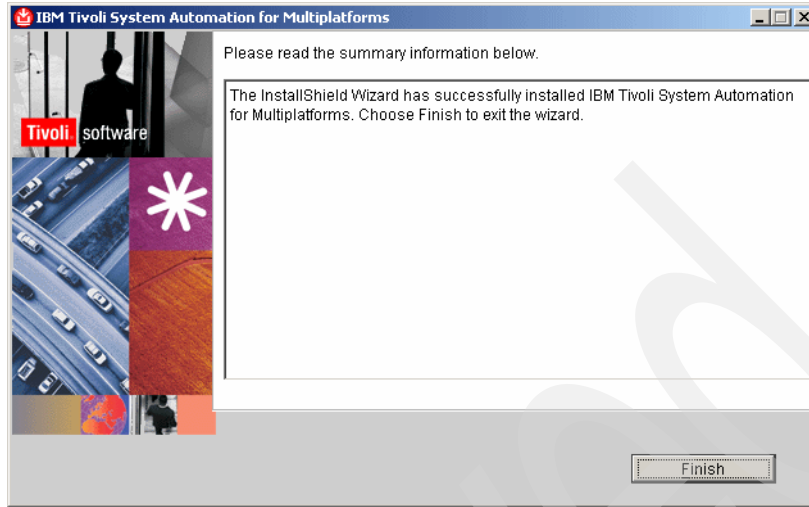 IBM Tivoli System Automation for Multiplatforms
Please read the summary information below.
The InstallShield Wizard has successfully installed IBM Tivoli System Automation
for Multiplatforms. Choose Finish to exit the wizard.
Tivoli. software
Finish